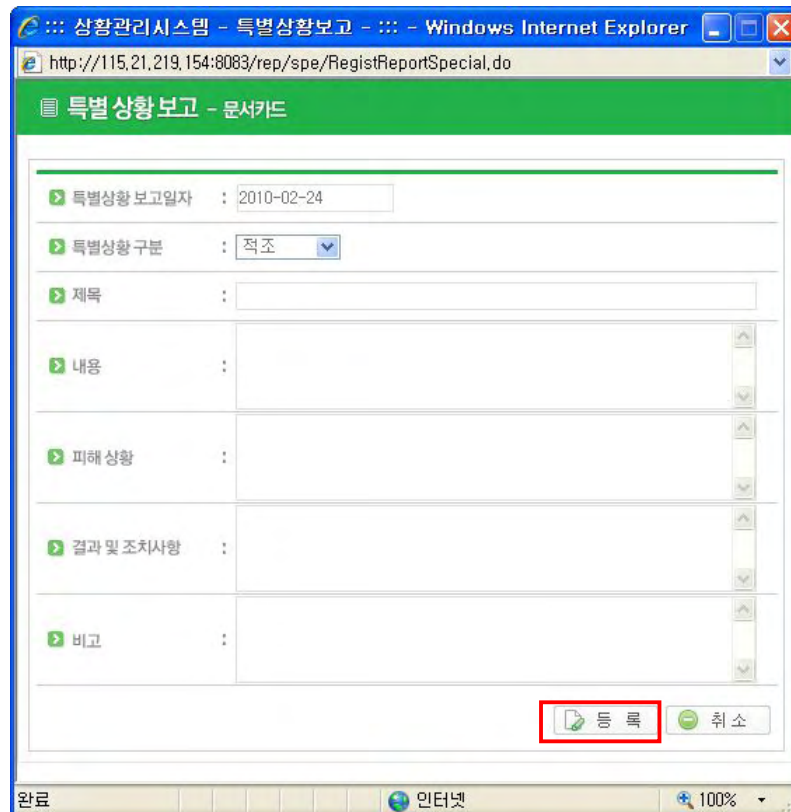 ::: 상황관리시스템 - 특별상황보고 - ::: - Windows Internet Explorer
http://115.21.219.154:8083/rep/spe/RegistReportSpecial.do
특별 상황 보고 - 문서카드
특별상황 보고일자 : 2010-02-24
특별상황 구분 : 적조
제목 :
내용 :
피해 상황 :
결과 및 조치사항 :
비고 :
등 록 취 소
완료 인터넷 100%